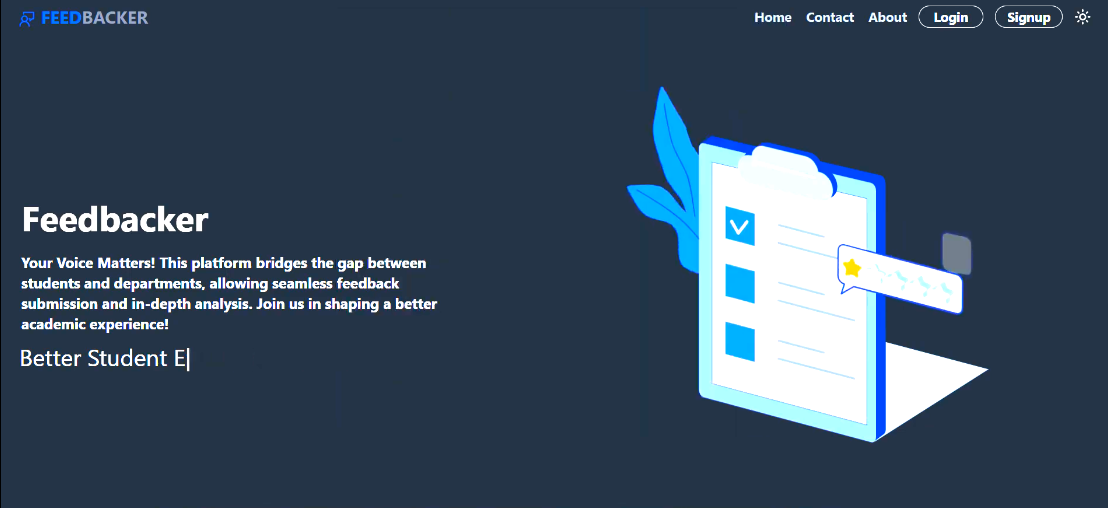 FEEDBACKER
Home Contact About Login Signup
Feedbacker
Your Voice Matters! This platform bridges the gap between
students and departments, allowing seamless feedback
submission and in-depth analysis. Join us in shaping a better
academic experience!
Better Student E|